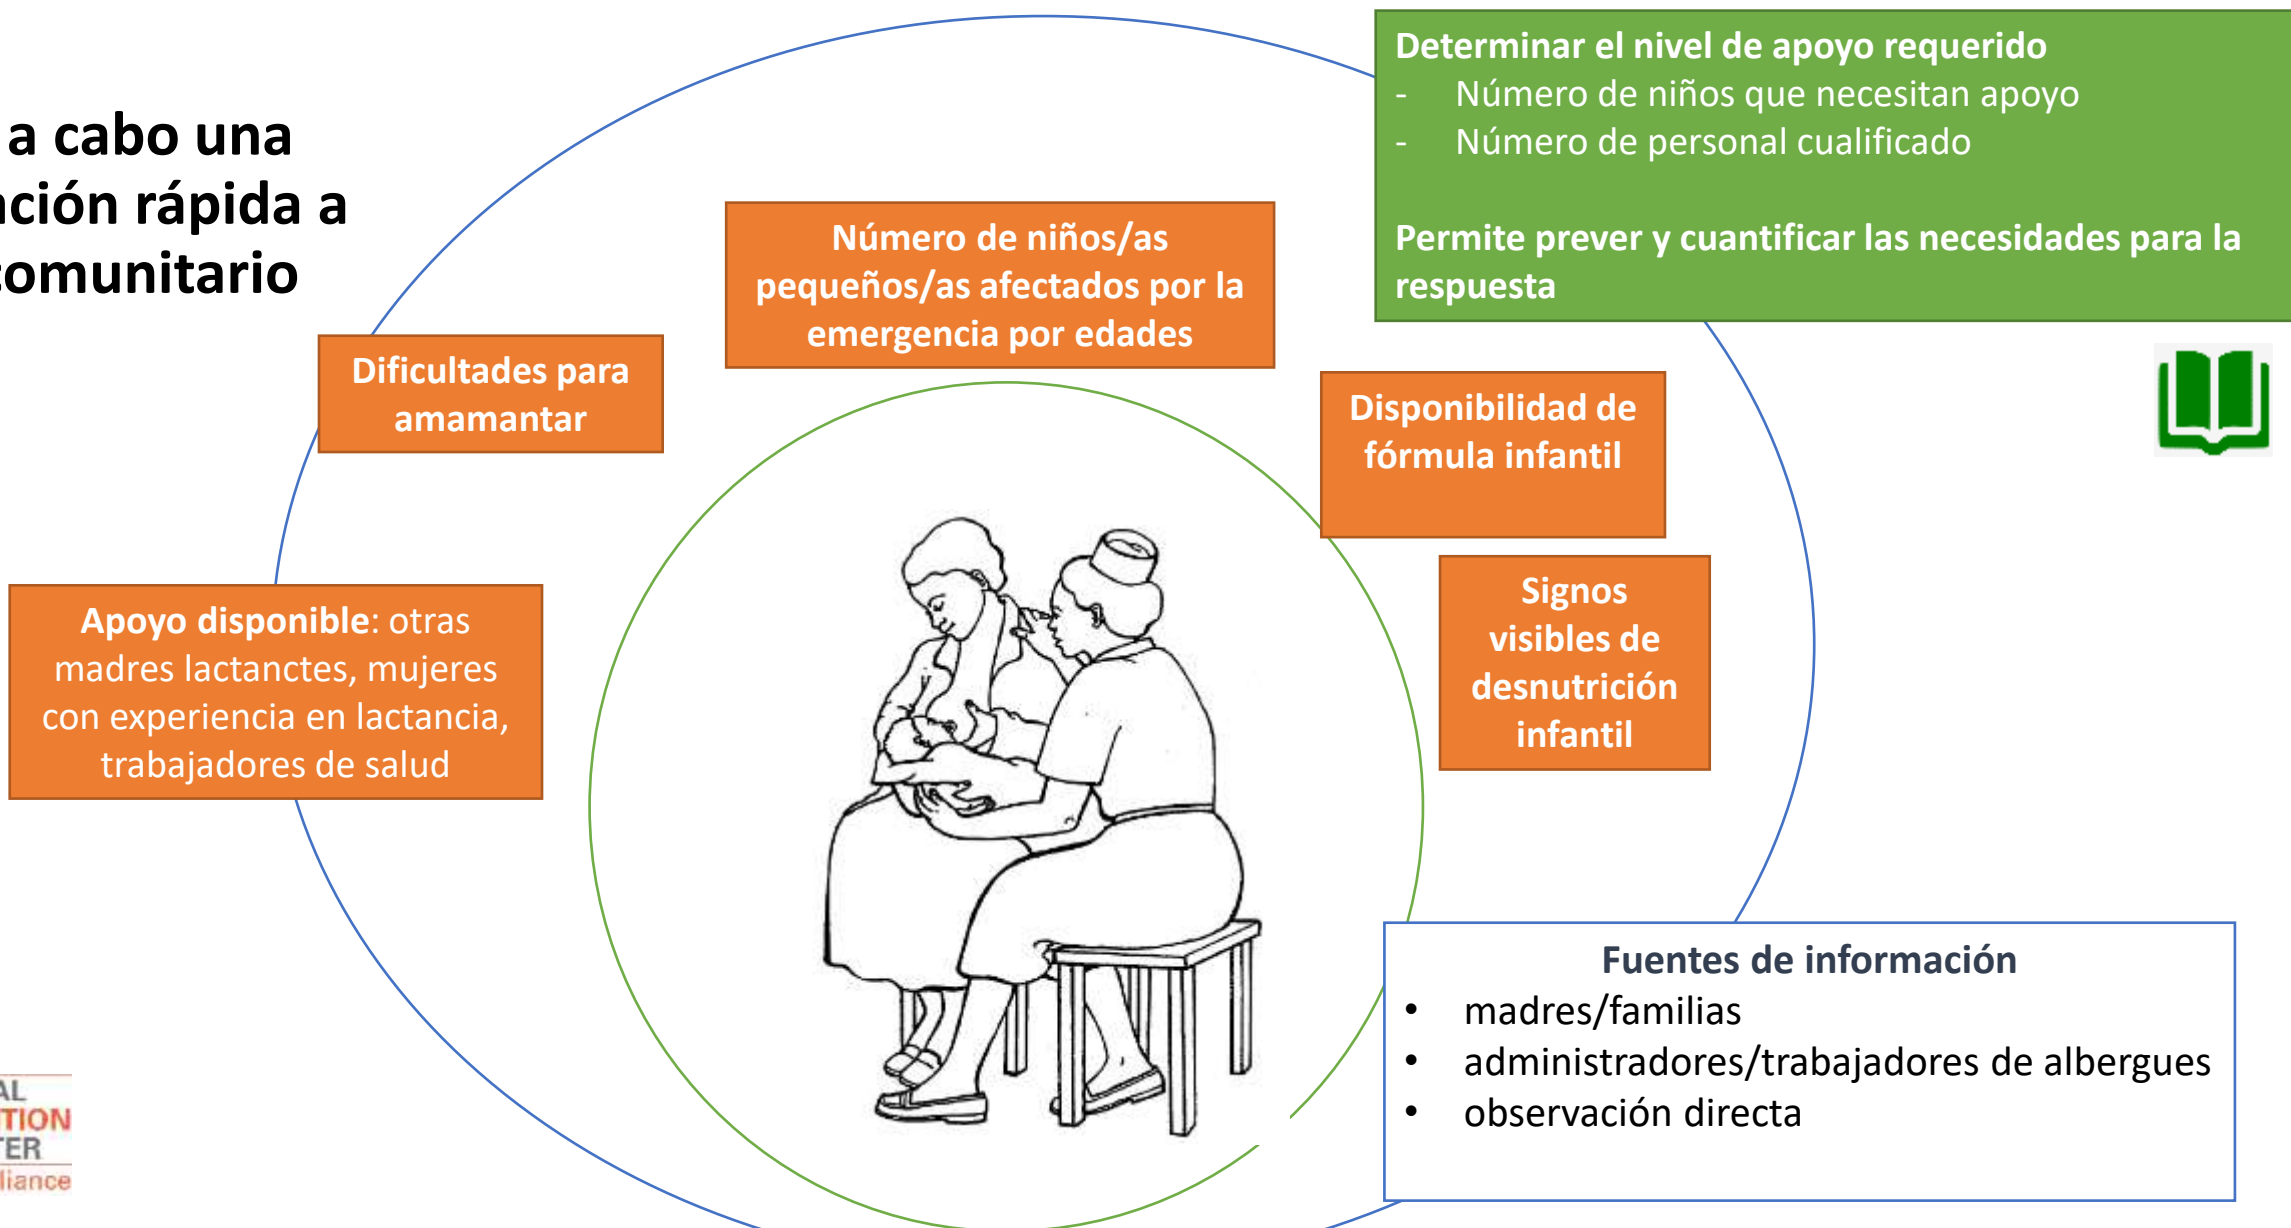 a cabo una
ación rápida a
comunitario
Determinar el nivel de apoyo requerido
- Número de niños que necesitan apoyo
- Número de personal cualificado
Permite prever y cuantificar las necesidades para la
respuesta
Número de niños/as
pequeños/as afectados por la
emergencia por edades
Dificultades para
amamantar
Disponibilidad de
fórmula infantil
Signos
visibles de
desnutrición
infantil
Apoyo disponible: otras
madres lactanctes, mujeres
con experiencia en lactancia,
trabajadores de salud
Fuentes de información
• madres/familias
• administradores/trabajadores de albergues
• observación directa
AL
TION
TER
liance